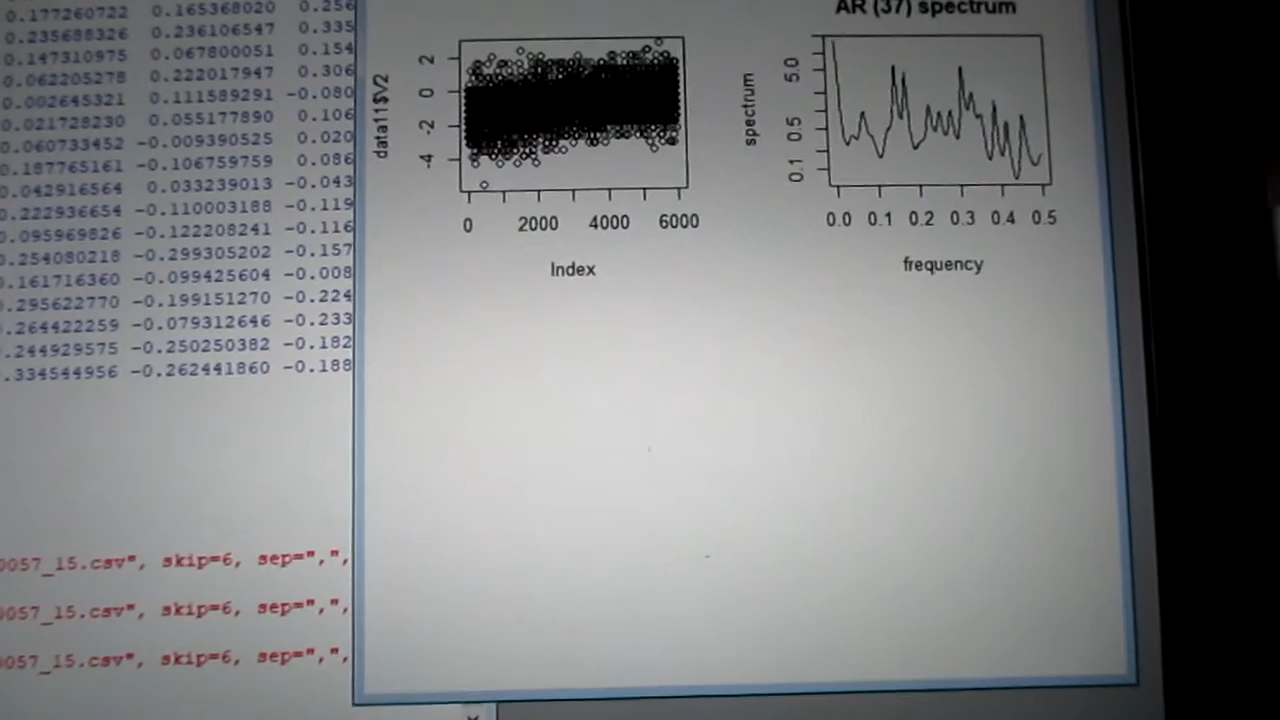 0.177260722 0.165368020 0.256
0.235688326 0.236106547 0.335
0.147310975 0.067800051 0.154
0.062205278 0.222017947 0.306
0.002645321 0.111589291 -0.080
0.021728230 0.055177890 0.106
0.060733452 -0.009390525 0.020
0.187765161 -0.106759759 0.086
0.042916564 0.033239013 -0.043
0.222936654 -0.110003188 -0.119
0.095969826 -0.122208241 -0.116
0.254080218 -0.299305202 -0.157
0.161716360 -0.099425604 -0.008
.295622770 -0.199151270 -0.224
.264422259 -0.079312646 -0.233
.244929575 -0.250250382 -0.182
.334544956 -0.262441860 -0.188
0057_15.csv", skip=6, sep=",",
0057_15.csv", skip=6, sep=",",
0057_15.csv", skip=6, sep=",",
data11$V2
2
0
-2
-4
0 2000 4000 6000
Index
AR (37) spectrum
spectrum
5.0
0.5
0.1
0.0 0.1 0.2 0.3 0.4 0.5
frequency